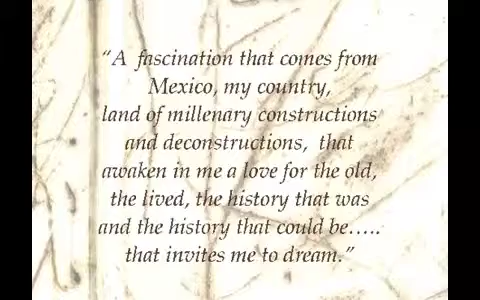 “A fascination that comes from
Mexico, my country,
land of millenary constructions
and deconstructions, that
awaken in me a love for the old,
the lived, the history that was
and the history that could be…..
that invites me to dream.”